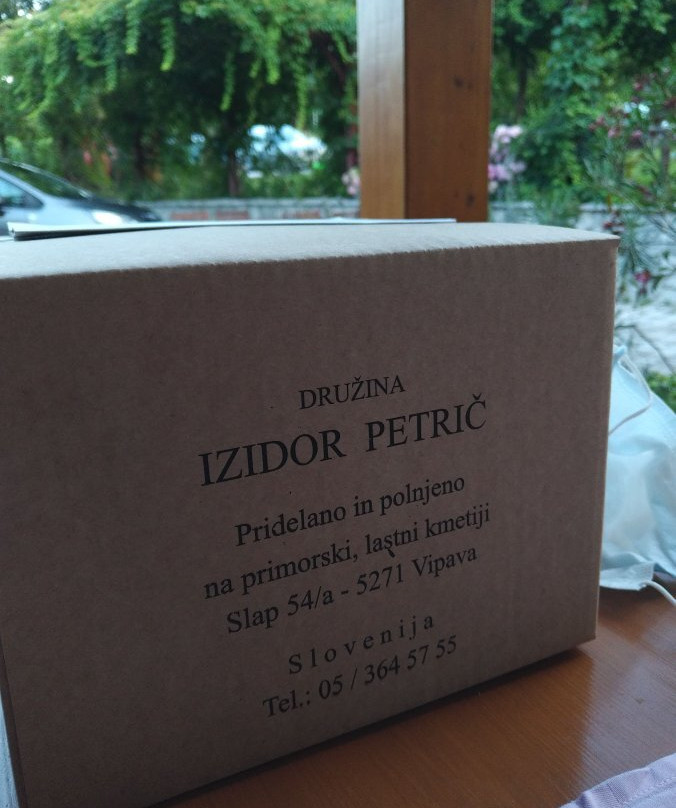 DRUŽINA
IZIDOR PETRIČ
Pridelano in polnjeno
na primorski, lastni kmetiji
Slap 54/a - 5271 Vipava
Slovenija
Tel.: 05 / 364 57 55